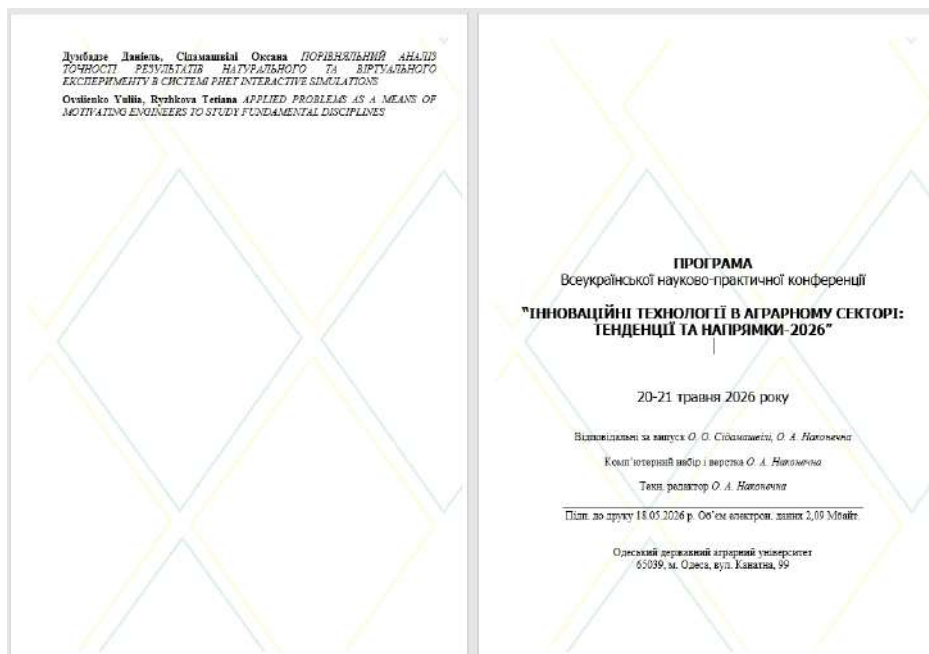 Думбадзе Даніель, Сідамашвілі Оксана ПОРІВНЯЛЬНИЙ АНАЛІЗ
ТОЧНОСТІ РЕЗУЛЬТАТІВ НАТУРАЛЬНОГО ТА ВІРТУАЛЬНОГО
ЕКСПЕРИМЕНТУ В СИСТЕМІ PHET INTERACTIVE SIMULATIONS
Ovsiienko Yuliia, Ryzhkova Tetiana APPLIED PROBLEMS AS A MEANS OF
MOTIVATING ENGINEERS TO STUDY FUNDAMENTAL DISCIPLINES
ПРОГРАМА
Всеукраїнської науково-практичної конференції
"ІННОВАЦІЙНІ ТЕХНОЛОГІЇ В АГРАРНОМУ СЕКТОРІ:
ТЕНДЕНЦІЇ ТА НАПРЯМКИ-2026"
20-21 травня 2026 року
Відповідальні за випуск О. О. Сідамашвілі, О. А. Наконечна
Комп'ютерний набір і верстка О. А. Наконечна
Техн. редактор О. А. Наконечна
Підп. до друку 18.05.2026 р. Об'єм електрон. даних 2,09 Мбайт.
Одеський державний аграрний університет
65039, м. Одеса, вул. Канатна, 99